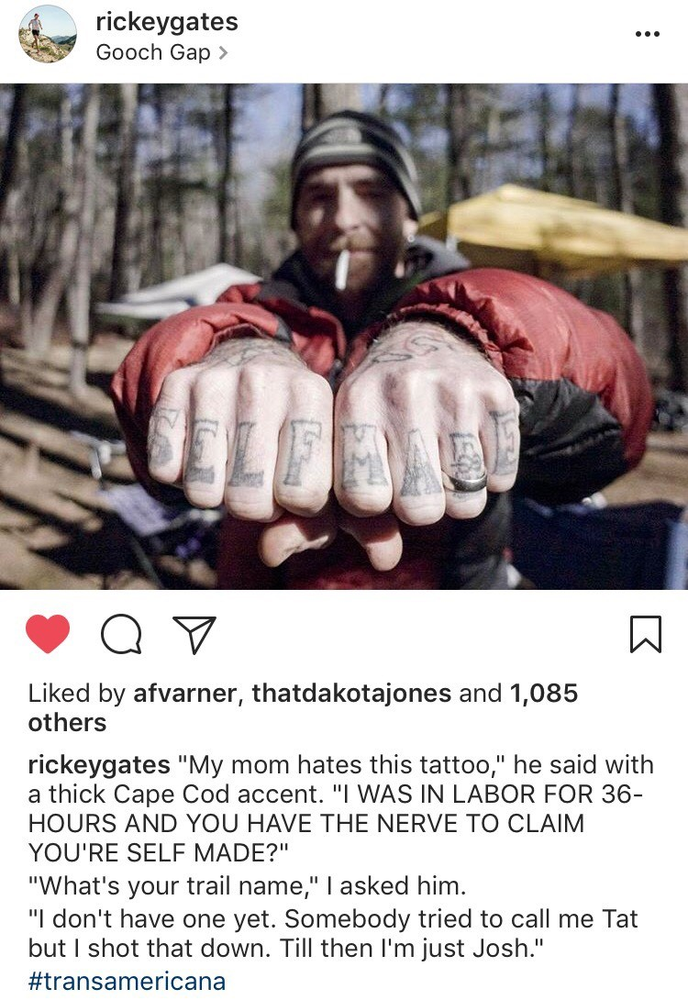 rickeygates
Gooch Gap >
SELF MADE
Liked by afvarner, thatdakotajones and 1,085
others
rickeygates "My mom hates this tattoo," he said with
a thick Cape Cod accent. "I WAS IN LABOR FOR 36-
HOURS AND YOU HAVE THE NERVE TO CLAIM
YOU'RE SELF MADE?"
"What's your trail name," I asked him.
"I don't have one yet. Somebody tried to call me Tat
but I shot that down. Till then I'm just Josh."
#transamericana